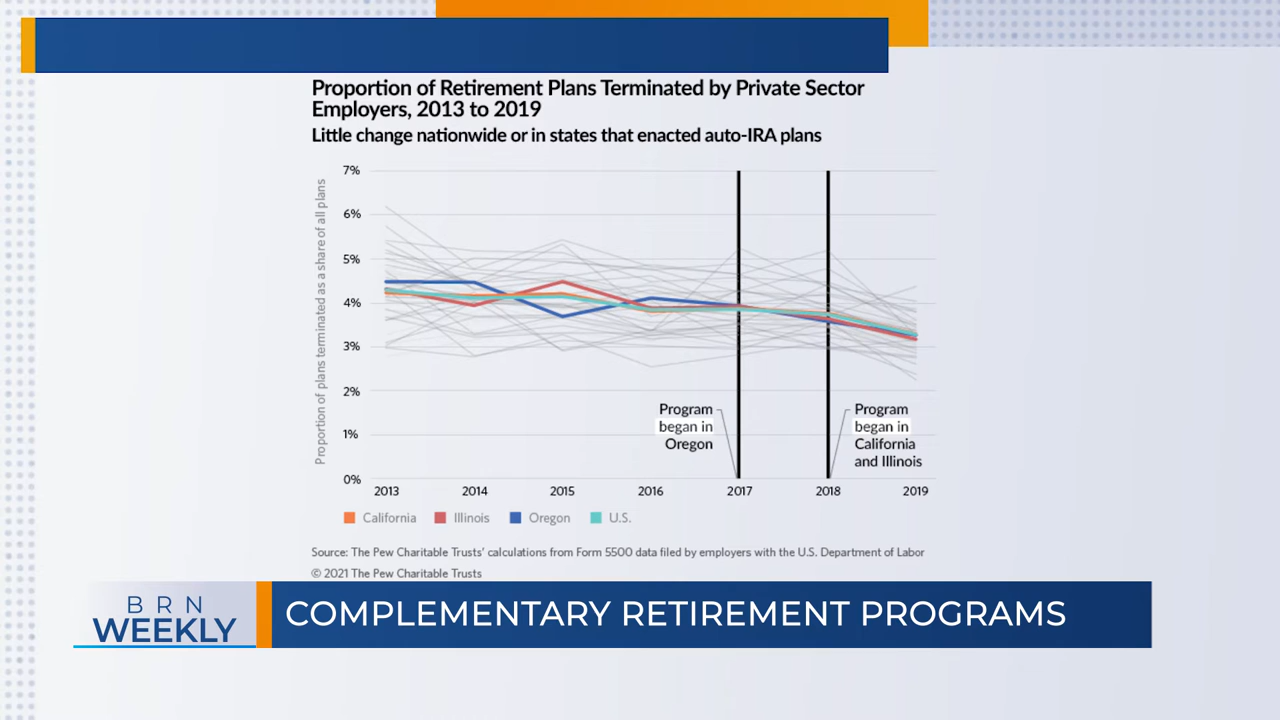 Proportion of Retirement Plans Terminated by Private Sector
Employers, 2013 to 2019
Little change nationwide or in states that enacted auto-IRA plans
Proportion of plans terminated as a share of all plans
7%
6%
5%
4%
3%
2%
1%
0%
Program
began in
Oregon
Program
began in
California
and Illinois
2013 2014 2015 2016 2017 2018 2019
California Illinois Oregon U.S.
Source: The Pew Charitable Trusts' calculations from Form 5500 data filed by employers with the U.S. Department of Labor
© 2021 The Pew Charitable Trusts
BRN
WEEKLY
COMPLEMENTARY RETIREMENT PROGRAMS